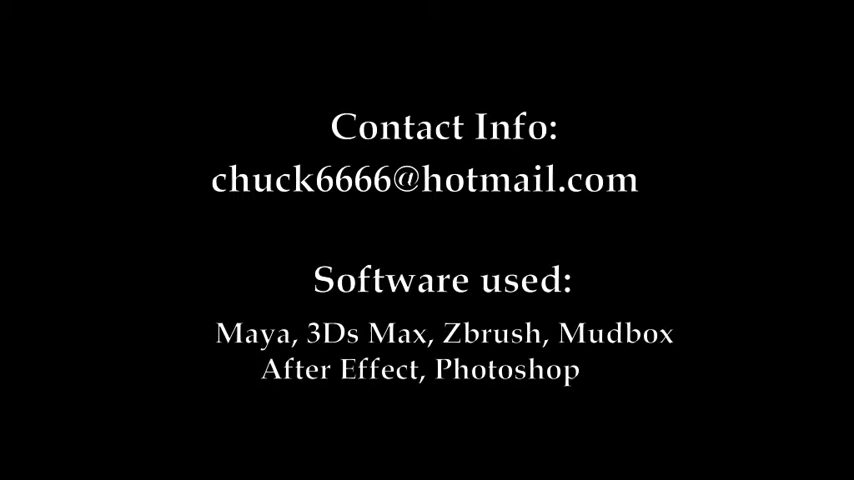 Contact Info:
chuck6666@hotmail.com
Software used:
Maya, 3Ds Max, Zbrush, Mudbox
After Effect, Photoshop